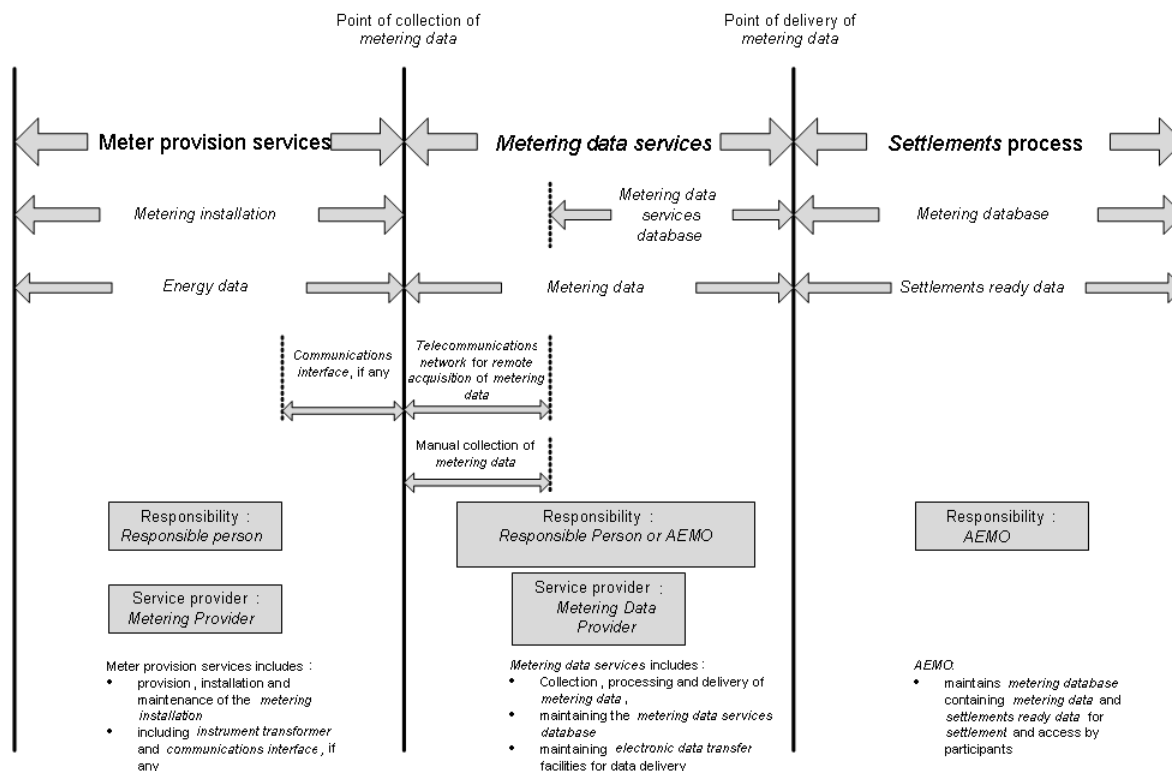 Point of collection of
metering data
Point of delivery of
metering data
Meter provision services
Metering data services
Settlements process
Metering installation
Metering data
services
database
Metering database
Energy data
Metering data
Settlements ready data
Communications
interface, if any
Telecommunications
network for remote
acquisition of metering
data
Manual collection of
metering data
Responsibility :
Responsible person
Responsibility :
Responsible Person or AEMO
Responsibility :
AEMO
Service provider :
Metering Provider
Service provider :
Metering Data
Provider
Meter provision services includes :
• provision, installation and
maintenance of the metering
installation
• including instrument transformer
and communications interface, if
any
Metering data services includes :
• Collection, processing and delivery of
metering data,
• maintaining the metering data services
database
• maintaining electronic data transfer
facilities for data delivery
AEMO:
• maintains metering database
containing metering data and
settlements ready data for
settlement and access by
participants